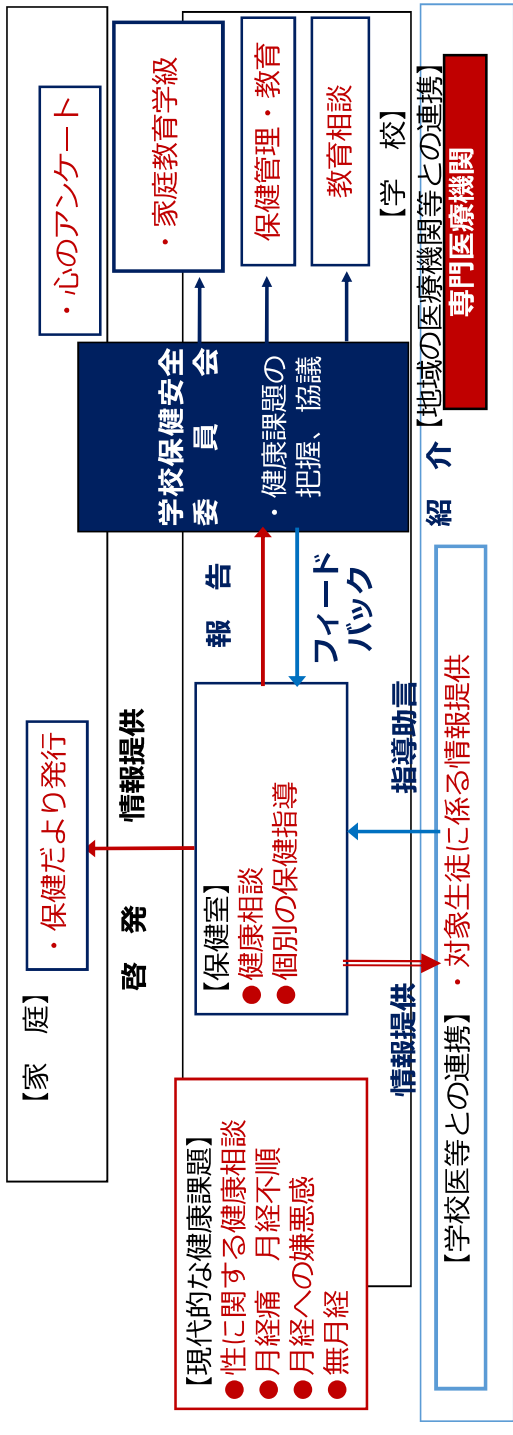 【家　庭】
・保健だより発行
・心のアンケート
啓　発
情報提供
【現代的な健康課題】
●性に関する健康相談
●月経痛　月経不順
●月経への嫌悪感
●無月経
【保健室】
●健康相談
●個別の保健指導
報　告
フィード
バック
学校保健安全
委　員　会
・健康課題の
把握、協議
・家庭教育学級
保健管理・教育
教育相談
【学　校】
情報提供
指導助言
【学校医等との連携】・対象生徒に係る情報提供
紹　介
【地域の医療機関等との連携】
専門医療機関